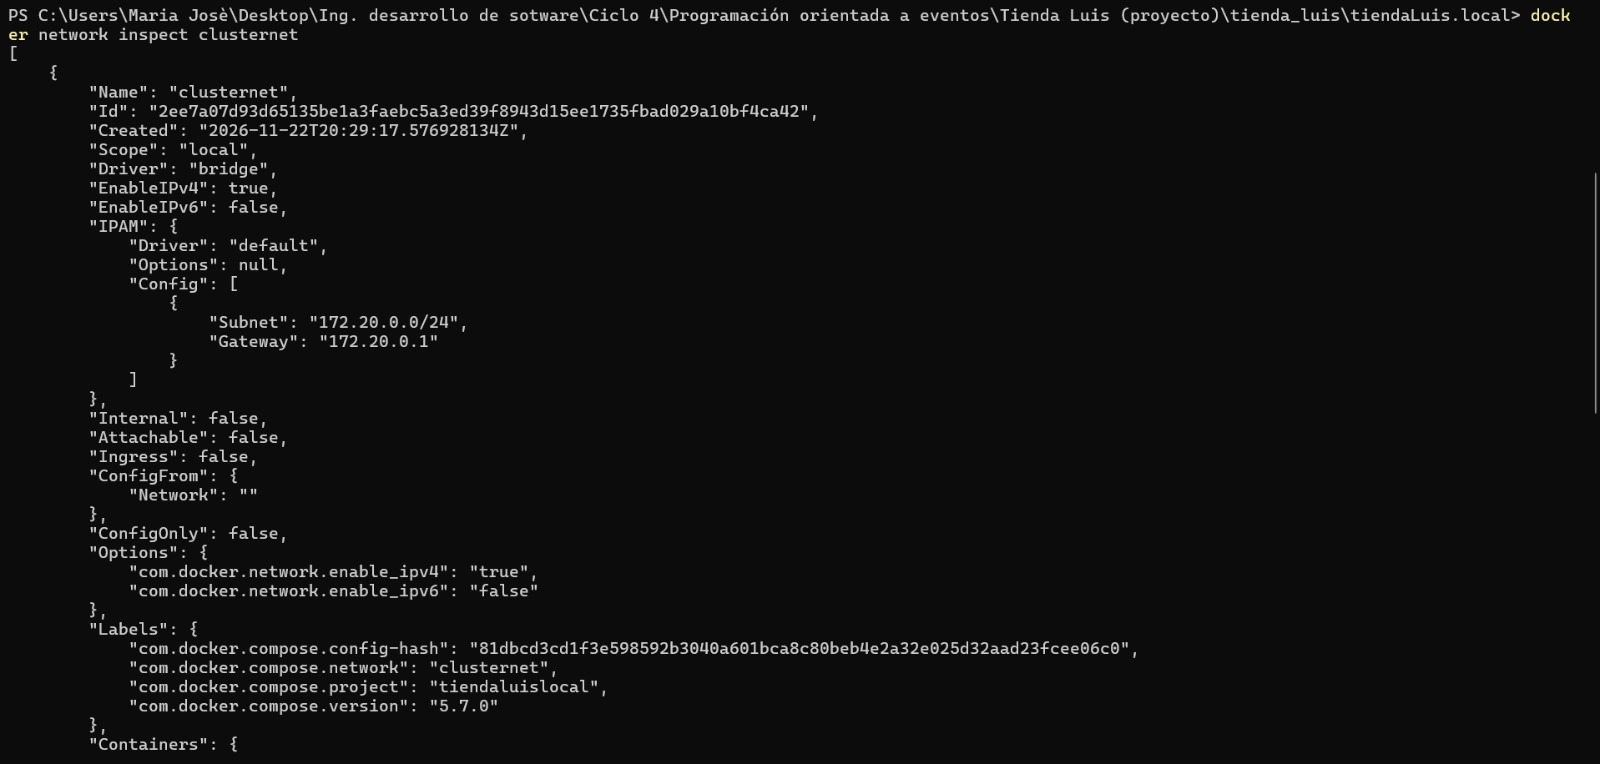 PS C:\Users\Maria Josè\Desktop\Ing. desarrollo de sotware\Ciclo 4\Programación orientada a eventos\Tienda Luis (proyecto)\tienda_luis\tiendaLuis.local> dock
er network inspect clusternet
[
    {
        "Name": "clusternet",
        "Id": "2ee7a07d93d65135be1a3faebc5a3ed39f8943d15ee1735fbad029a10bf4ca42",
        "Created": "2026-11-22T20:29:17.576928134Z",
        "Scope": "local",
        "Driver": "bridge",
        "EnableIPv4": true,
        "EnableIPv6": false,
        "IPAM": {
            "Driver": "default",
            "Options": null,
            "Config": [
                {
                    "Subnet": "172.20.0.0/24",
                    "Gateway": "172.20.0.1"
                }
            ]
        },
        "Internal": false,
        "Attachable": false,
        "Ingress": false,
        "ConfigFrom": {
            "Network": ""
        },
        "ConfigOnly": false,
        "Options": {
            "com.docker.network.enable_ipv4": "true",
            "com.docker.network.enable_ipv6": "false"
        },
        "Labels": {
            "com.docker.compose.config-hash": "81dbcd3cd1f3e598592b3040a601bca8c80beb4e2a32e025d32aad23fcee06c0",
            "com.docker.compose.network": "clusternet",
            "com.docker.compose.project": "tiendaluislocal",
            "com.docker.compose.version": "5.7.0"
        },
        "Containers": {